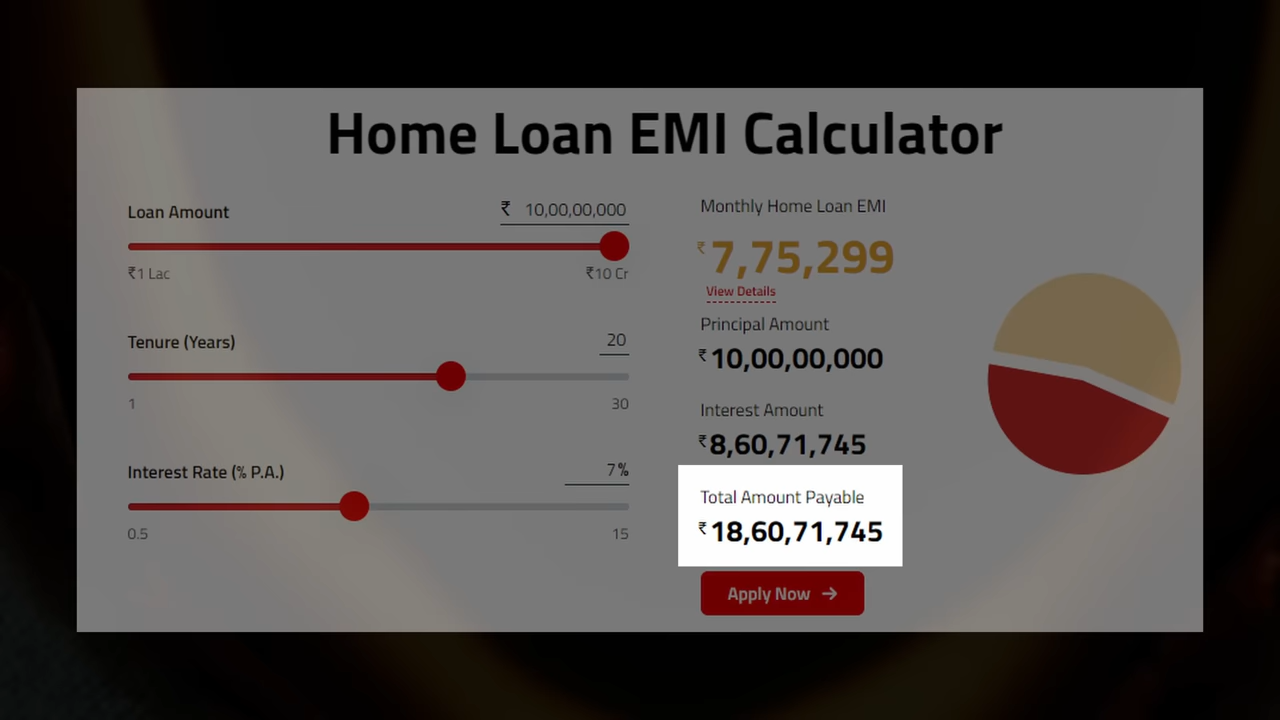 Home Loan EMI Calculator
Loan Amount
₹ 10,00,00,000
₹1 Lac
₹10 Cr
Tenure (Years)
20
1
30
Interest Rate (% P.A.)
7%
0.5
15
Monthly Home Loan EMI
₹7,75,299
View Details
Principal Amount
₹10,00,00,000
Interest Amount
₹8,60,71,745
Total Amount Payable
₹18,60,71,745
Apply Now →